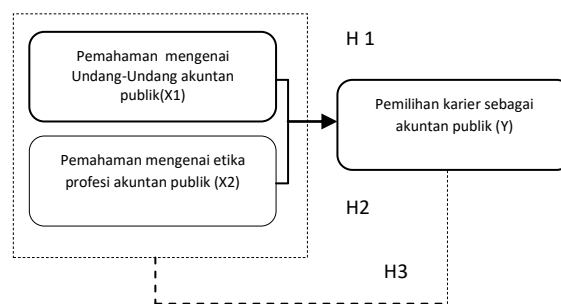 H 1
Pemahaman mengenai
Undang-Undang akuntan
publik(X1)
Pemilihan karier sebagai
akuntan publik (Y)
Pemahaman mengenai etika
profesi akuntan publik (X2)
H2
H3